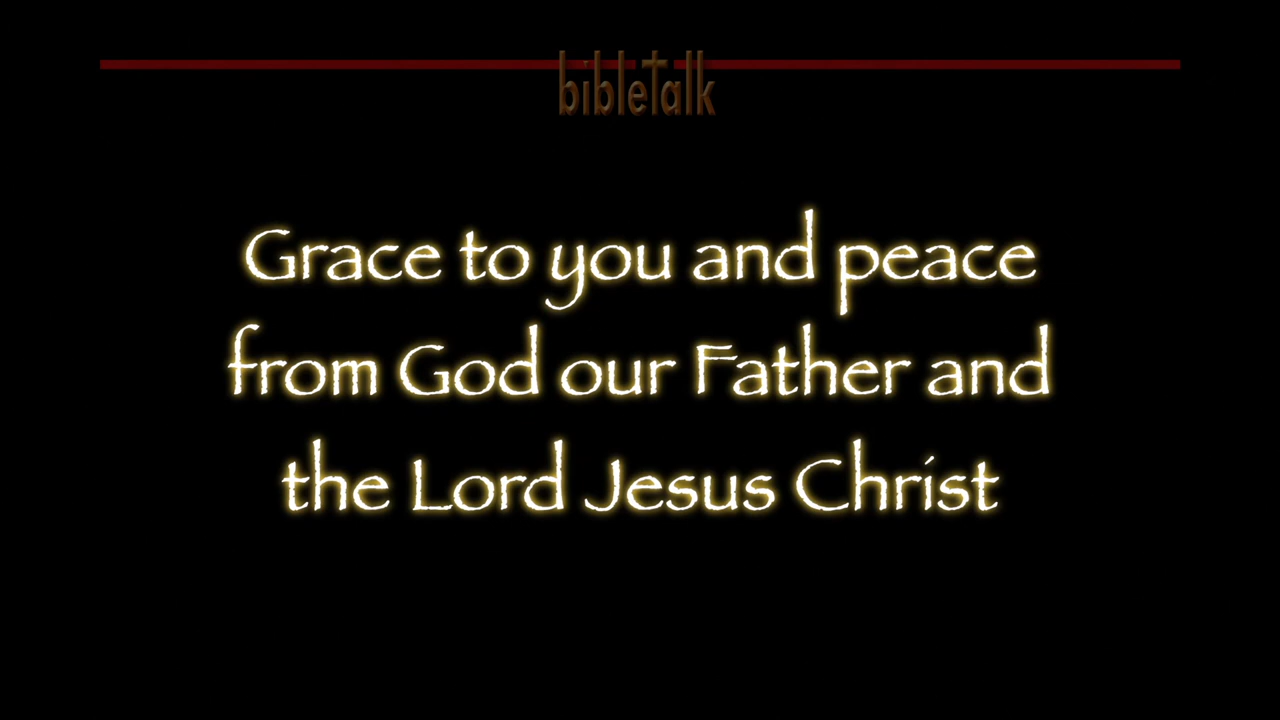 bibleTalk
Grace to you and peace
from God our Father and
the Lord Jesus Christ